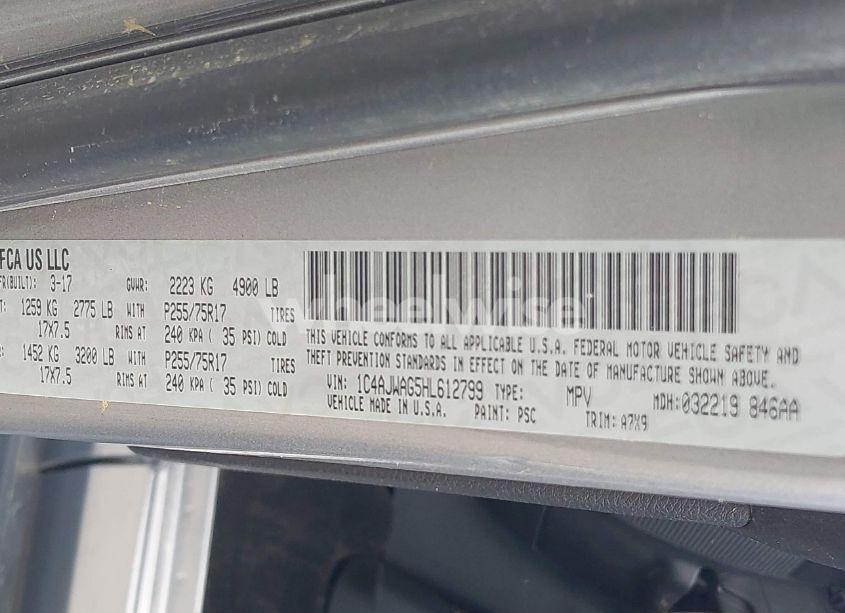 FCA US LLC
FR(BUILT): 3-17 GVWR: 2223 KG 4900 LB
T: 1259 KG 2775 LB WITH P255/75R17 TIRES
17X7.5 RIMS AT 240 KPA ( 35 PSI) COLD
: 1452 KG 3200 LB WITH P255/75R17 TIRES
17X7.5 RIMS AT 240 KPA ( 35 PSI) COLD
wheelwise
THIS VEHICLE CONFORMS TO ALL APPLICABLE U.S.A. FEDERAL MOTOR VEHICLE SAFETY AND
THEFT PREVENTION STANDARDS IN EFFECT ON THE DATE OF MANUFACTURE SHOWN ABOVE.
VIN: 1C4AJWAG5HL612799 TYPE: MPV MDH:032219 846AA
VEHICLE MADE IN U.S.A. PAINT: PSC TRIM: A7X9